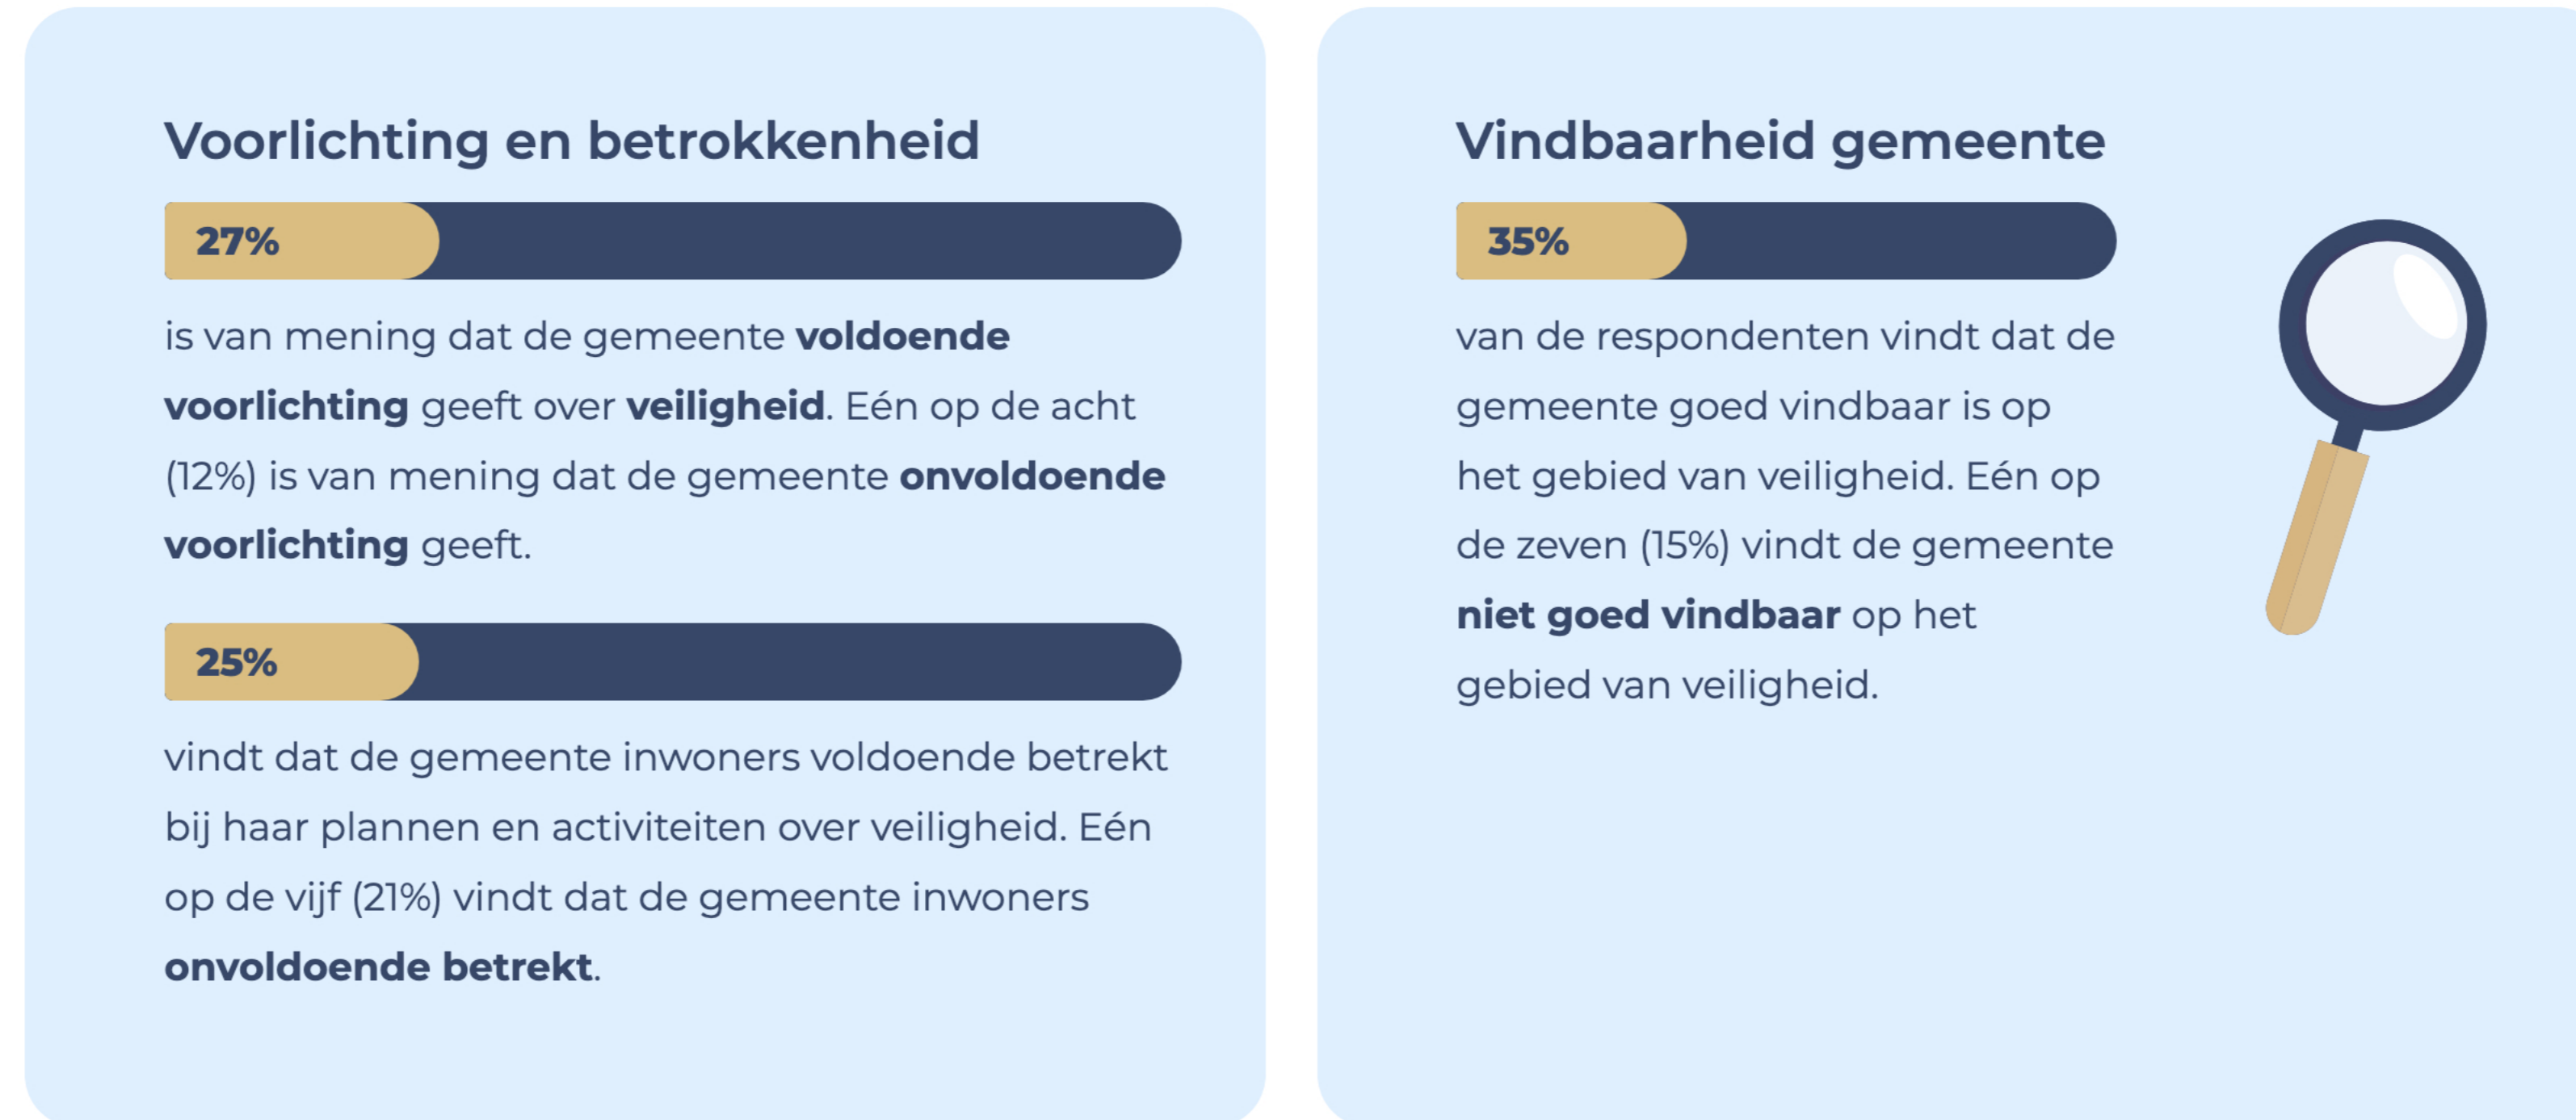 Voorlichting en betrokkenheid
27%
is van mening dat de gemeente voldoende
voorlichting geeft over veiligheid. Eén op de acht
(12%) is van mening dat de gemeente onvoldoende
voorlichting geeft.
25%
vindt dat de gemeente inwoners voldoende betrekt
bij haar plannen en activiteiten over veiligheid. Eén
op de vijf (21%) vindt dat de gemeente inwoners
onvoldoende betrekt.
Vindbaarheid gemeente
35%
van de respondenten vindt dat de
gemeente goed vindbaar is op
het gebied van veiligheid. Eén op
de zeven (15%) vindt de gemeente
niet goed vindbaar op het
gebied van veiligheid.